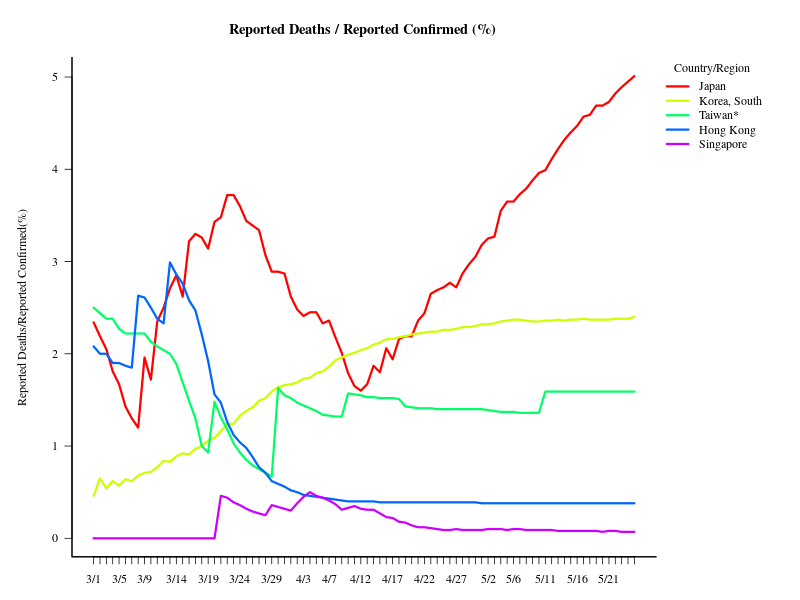 Reported Deaths / Reported Confirmed (%)
Country/Region
Japan
Korea, South
Taiwan*
Hong Kong
Singapore
Reported Deaths/Reported Confirmed(%)
5
4
3
2
1
0
3/1 3/5 3/9 3/14 3/19 3/24 3/29 4/3 4/7 4/12 4/17 4/22 4/27 5/2 5/6 5/11 5/16 5/21